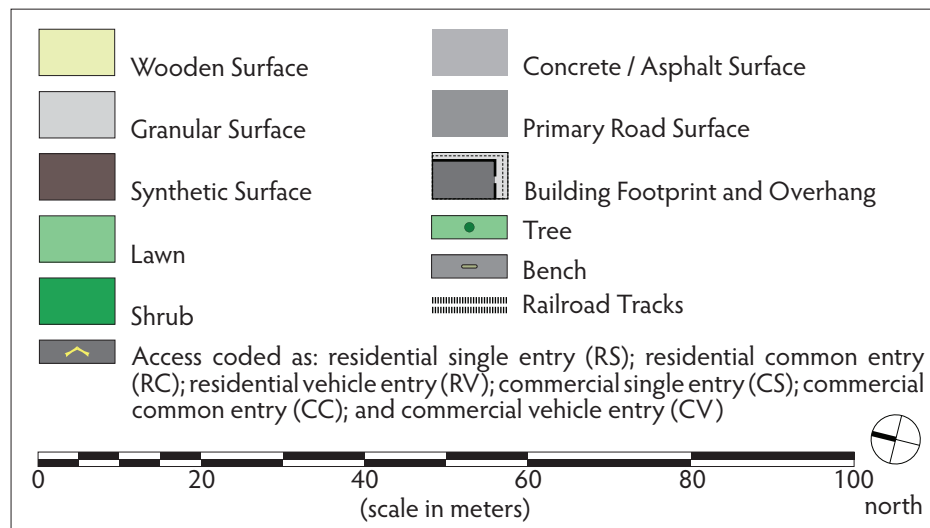 Wooden Surface
Concrete / Asphalt Surface
Granular Surface
Primary Road Surface
Synthetic Surface
Building Footprint and Overhang
Lawn
Tree
Bench
Shrub
Railroad Tracks
Access coded as: residential single entry (RS); residential common entry
(RC); residential vehicle entry (RV); commercial single entry (CS); commercial
common entry (CC); and commercial vehicle entry (CV)
0 20 40 60 80 100
(scale in meters)
north